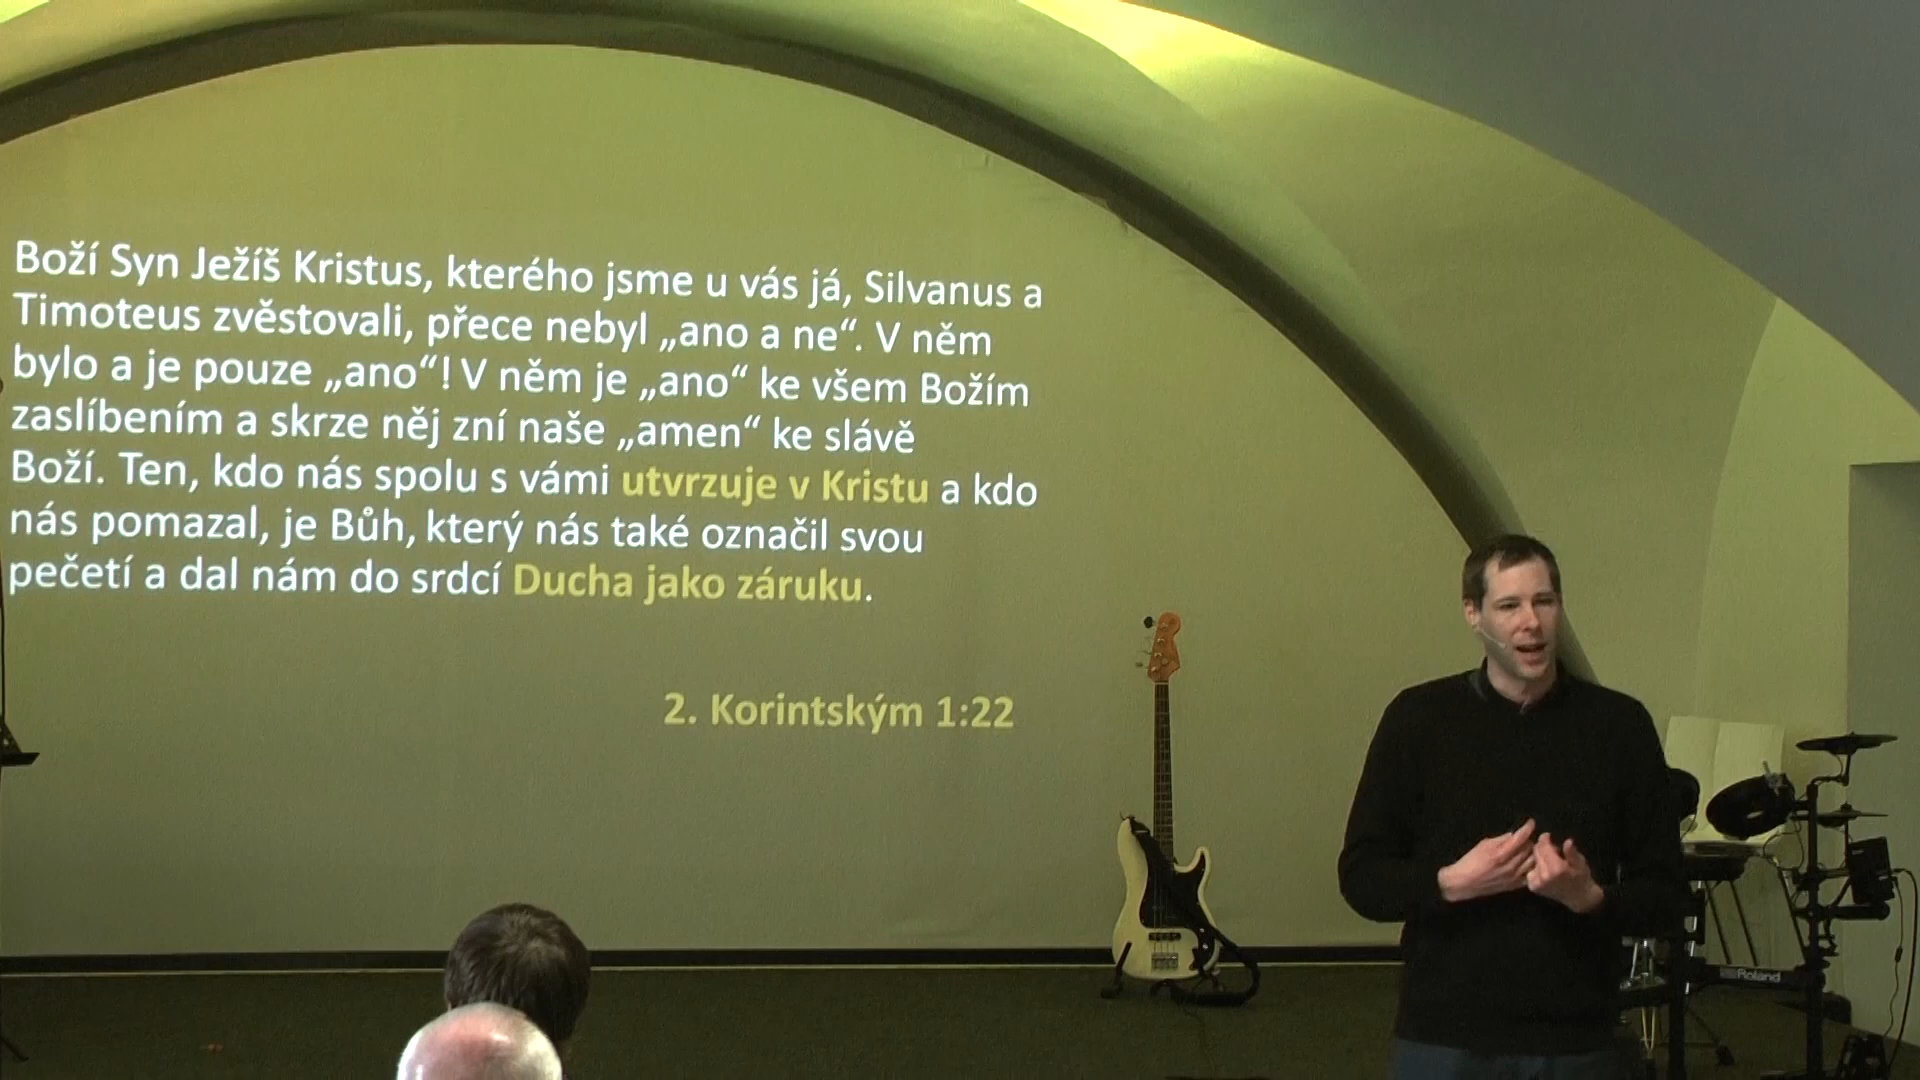 Boží Syn Ježíš Kristus, kterého jsme u vás já, Silvanus a
Timoteus zvěstovali, přece nebyl „ano a ne“. V něm
bylo a je pouze „ano“! V něm je „ano“ ke všem Božím
zaslíbením a skrze něj zní naše „amen“ ke slávě
Boží. Ten, kdo nás spolu s vámi utvrzuje v Kristu a kdo
nás pomazal, je Bůh, který nás také označil svou
pečetí a dal nám do srdcí Ducha jako záruku.
2. Korintským 1:22
Roland